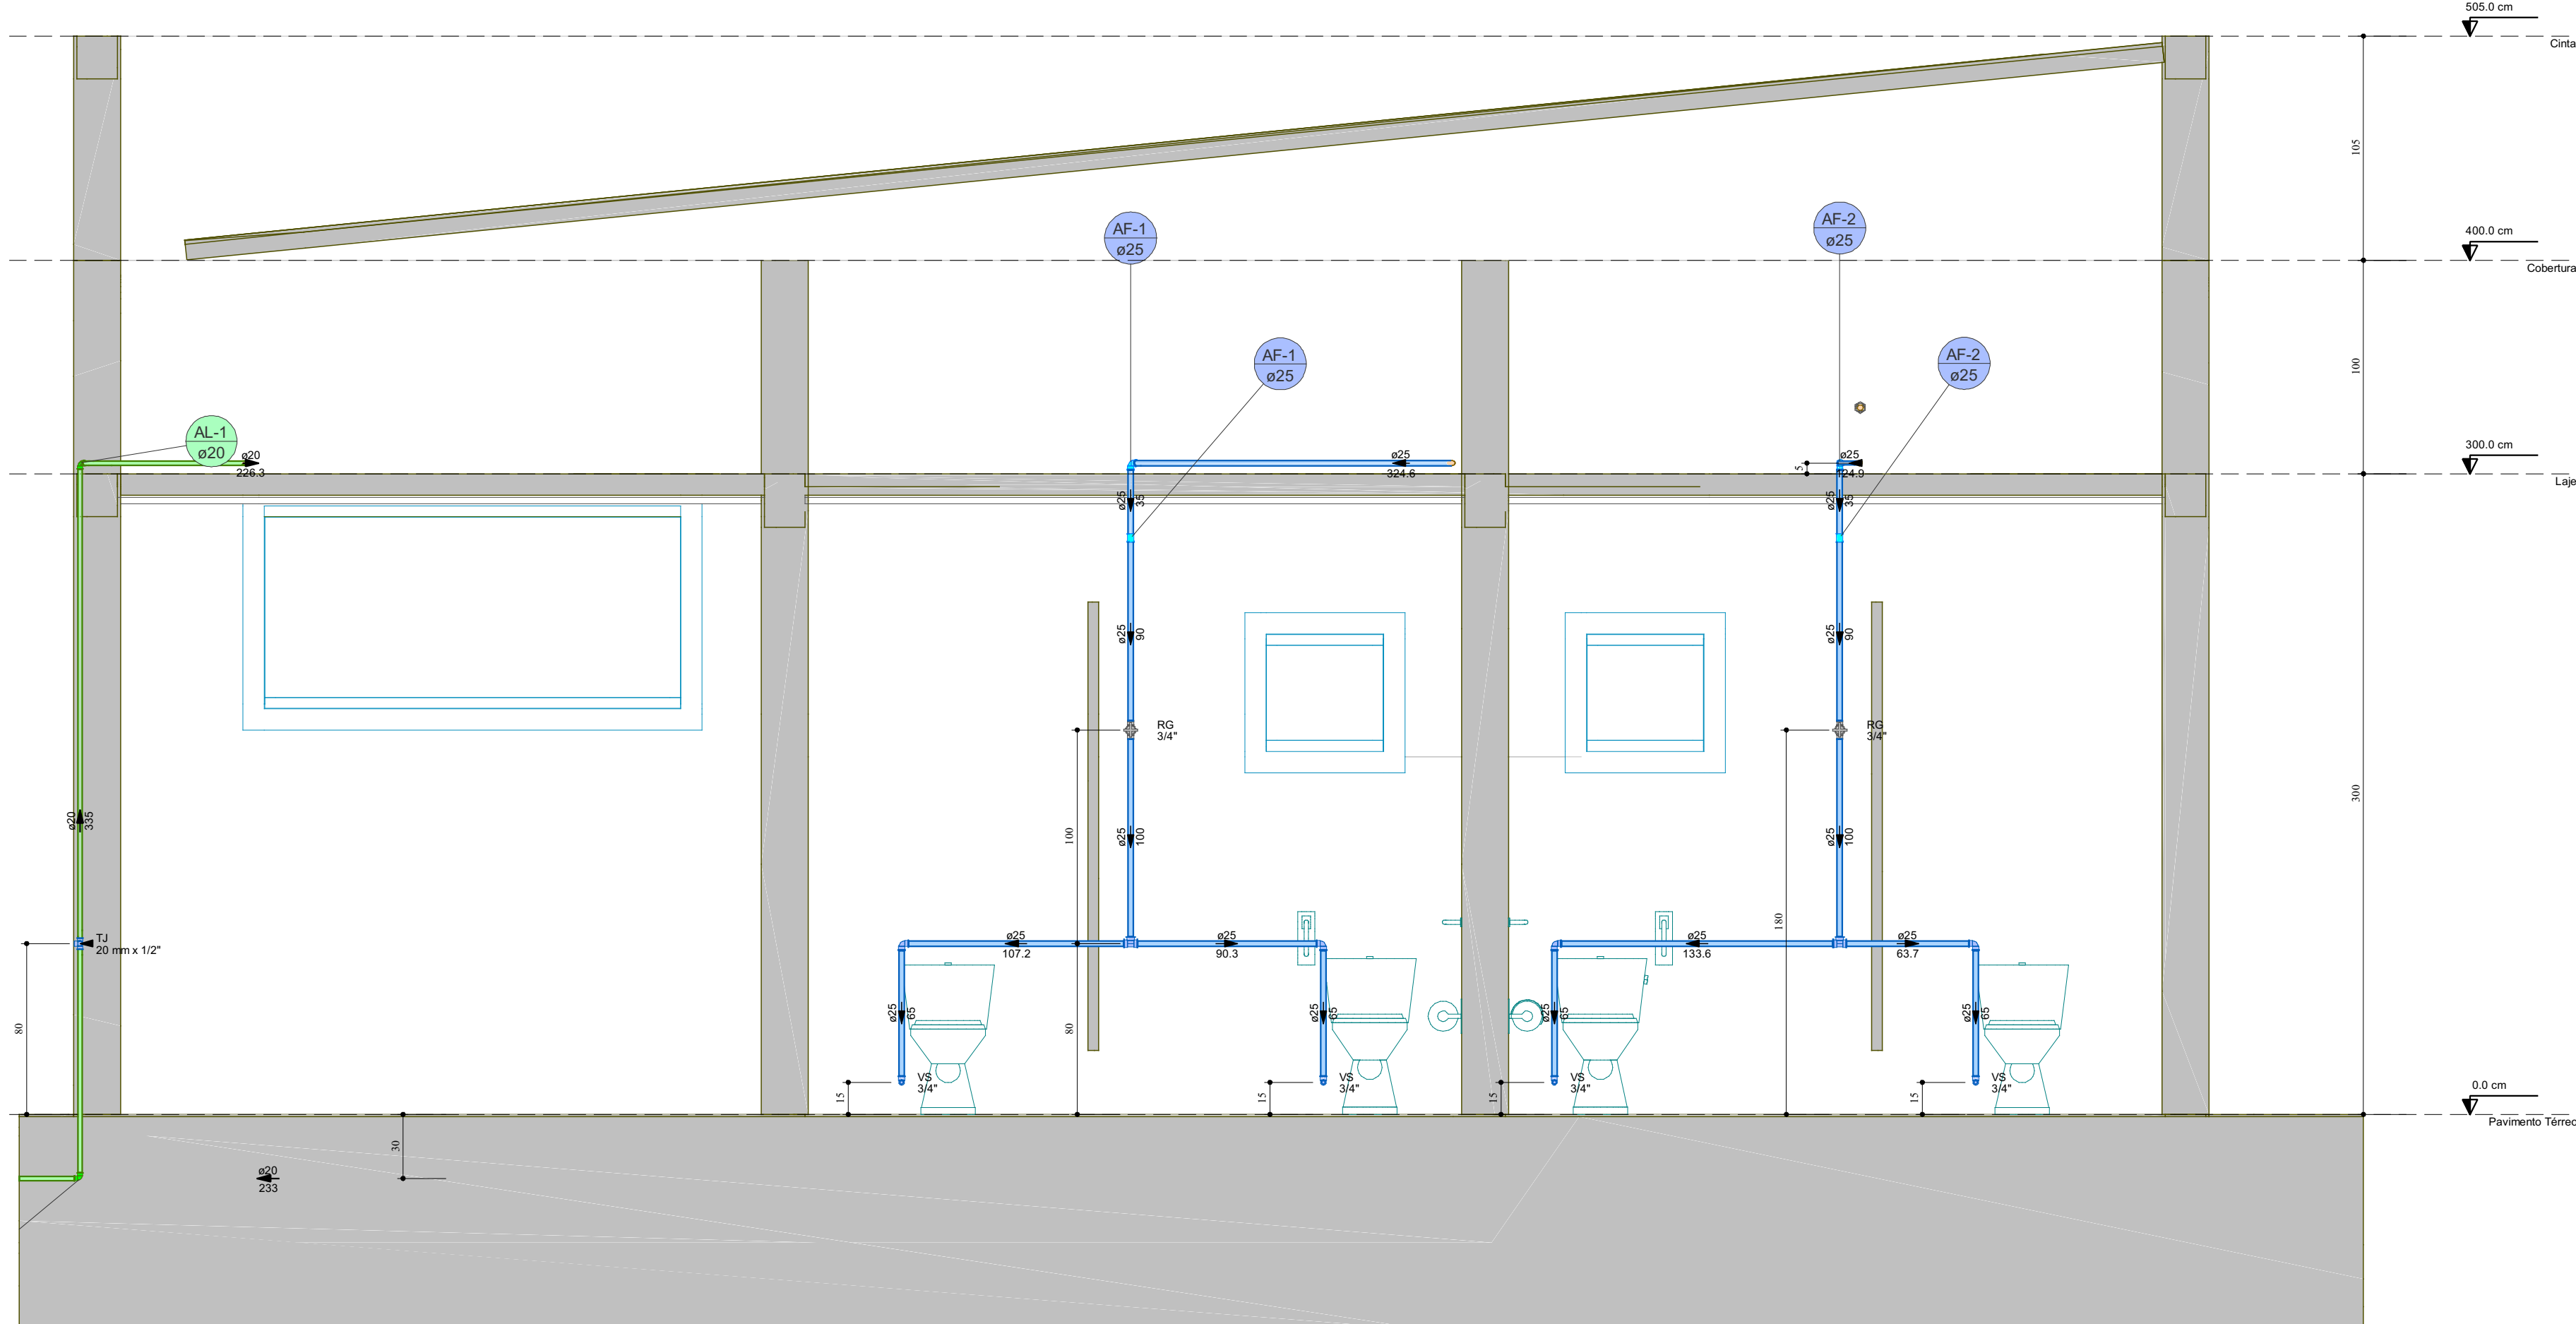 505.0 cm
Cinta
105
AF-1
ø25
AF-2
ø25
400.0 cm
Cobertura
AF-1
ø25
AF-2
ø25
100
AL-1
ø20
ø20
226.3
ø25
324.6
5
ø25
124.9
300.0 cm
Laje
ø25
35
ø25
35
ø25
90
ø25
90
RG
3/4"
RG
3/4"
300
ø20
335
100
ø25
100
ø25
100
180
TJ
20 mm x 1/2"
ø25
107.2
ø25
90.3
ø25
133.6
ø25
63.7
80
80
ø25
65
ø25
65
ø25
65
ø25
65
VS
3/4"
VS
3/4"
VS
3/4"
VS
3/4"
15
15
15
15
0.0 cm
Pavimento Térreo
30
ø20
233